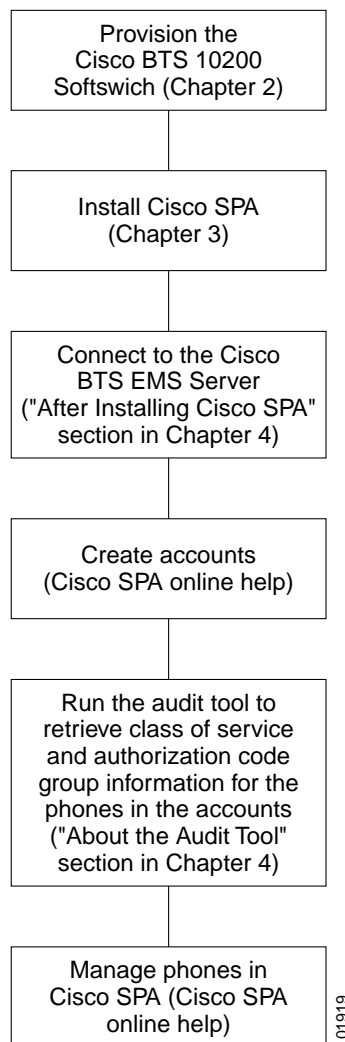 Provision the
Cisco BTS 10200
Softswich (Chapter 2)
Install Cisco SPA
(Chapter 3)
Connect to the Cisco
BTS EMS Server
("After Installing Cisco SPA"
section in Chapter 4)
Create accounts
(Cisco SPA online help)
Run the audit tool to
retrieve class of service
and authorization code
group information for the
phones in the accounts
("About the Audit Tool"
section in Chapter 4)
Manage phones in
Cisco SPA (Cisco SPA
online help)
01919